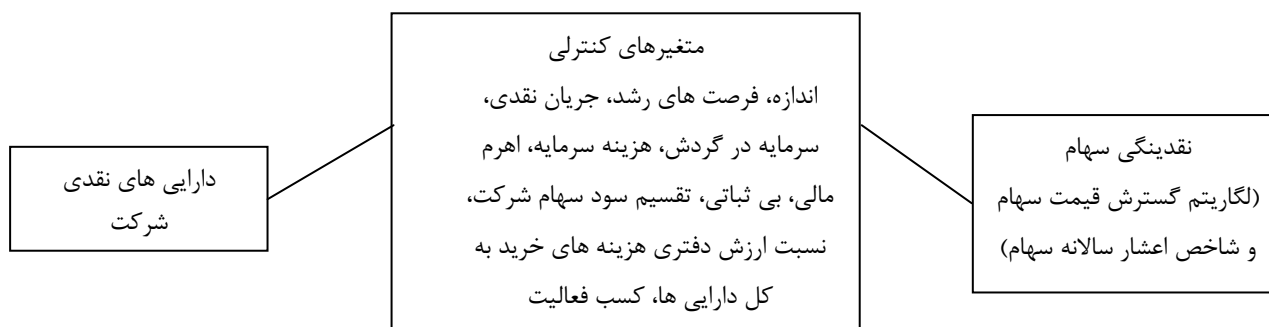 متغیرهای کنترلی
اندازه، فرصت های رشد، جریان نقدی،
سرمایه در گردش، هزینه سرمایه، اهرم
مالی، بی ثباتی، تقسیم سود سهام شرکت،
نسبت ارزش دفتری هزینه های خرید به
کل دارایی ها، کسب فعالیت
نقدینگی سهام
(لگاریتم گسترش قیمت سهام
و شاخص اعشار سالانه سهام)
دارایی های نقدی
شرکت